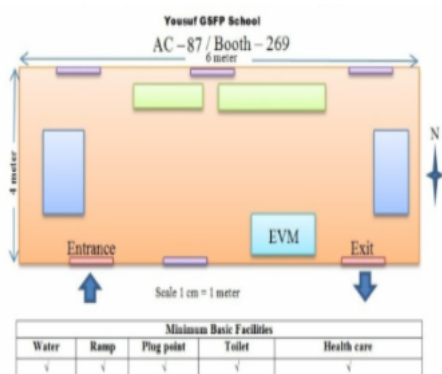 Yousuf GSFP School
AC – 87 / Booth – 269
6 meter
4 meter
N
EVM
Entrance
Exit
Scale 1 cm = 1 meter
Minimum Basic Facilities
Water Ramp Plug point Toilet Health care
√ √ √ √ √